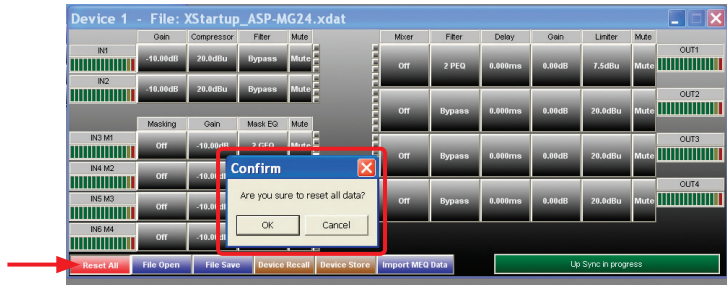 Device 1 - File: XStartup_ASP-MG24.xdat
Gain Compressor Filter Mute Mixer Filter Delay Gain Limiter Mute
IN1 -10.00dB 20.0dBu Bypass Mute Off 2 PEQ 0.000ms 0.00dB 7.5dBu Mute OUT1
IN2 -10.00dB 20.0dBu Bypass Mute Off Bypass 0.000ms 0.00dB 20.0dBu Mute OUT2
Masking Gain Mask EQ Mute
IN3 M1 Off -10.00dB 2 GEQ Mute Off Bypass 0.000ms 0.00dB 20.0dBu Mute OUT3
IN4 M2 Off -10.0
IN5 M3 Off -10.0 Off Bypass 0.000ms 0.00dB 20.0dBu Mute OUT4
IN6 M4 Off -10.0
Confirm
Are you sure to reset all data?
OK Cancel
Reset All File Open File Save Device Recall Device Store Import MEQ Data Up Sync in progress